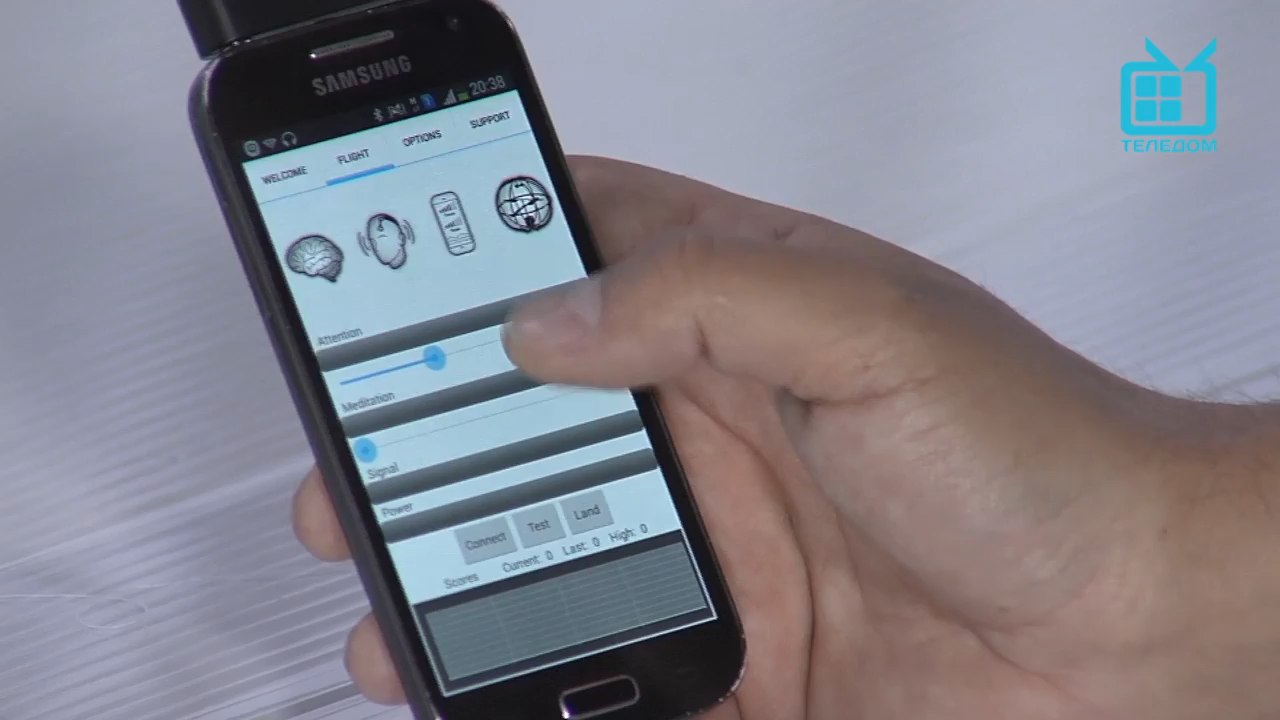 SAMSUNG
20:38
WELCOME FLIGHT OPTIONS SUPPORT
Attention
Meditation
Signal
Power
Connect Test Land
Scores Current: 0 Last: 0 High: 0
ТЕЛЕДОМ